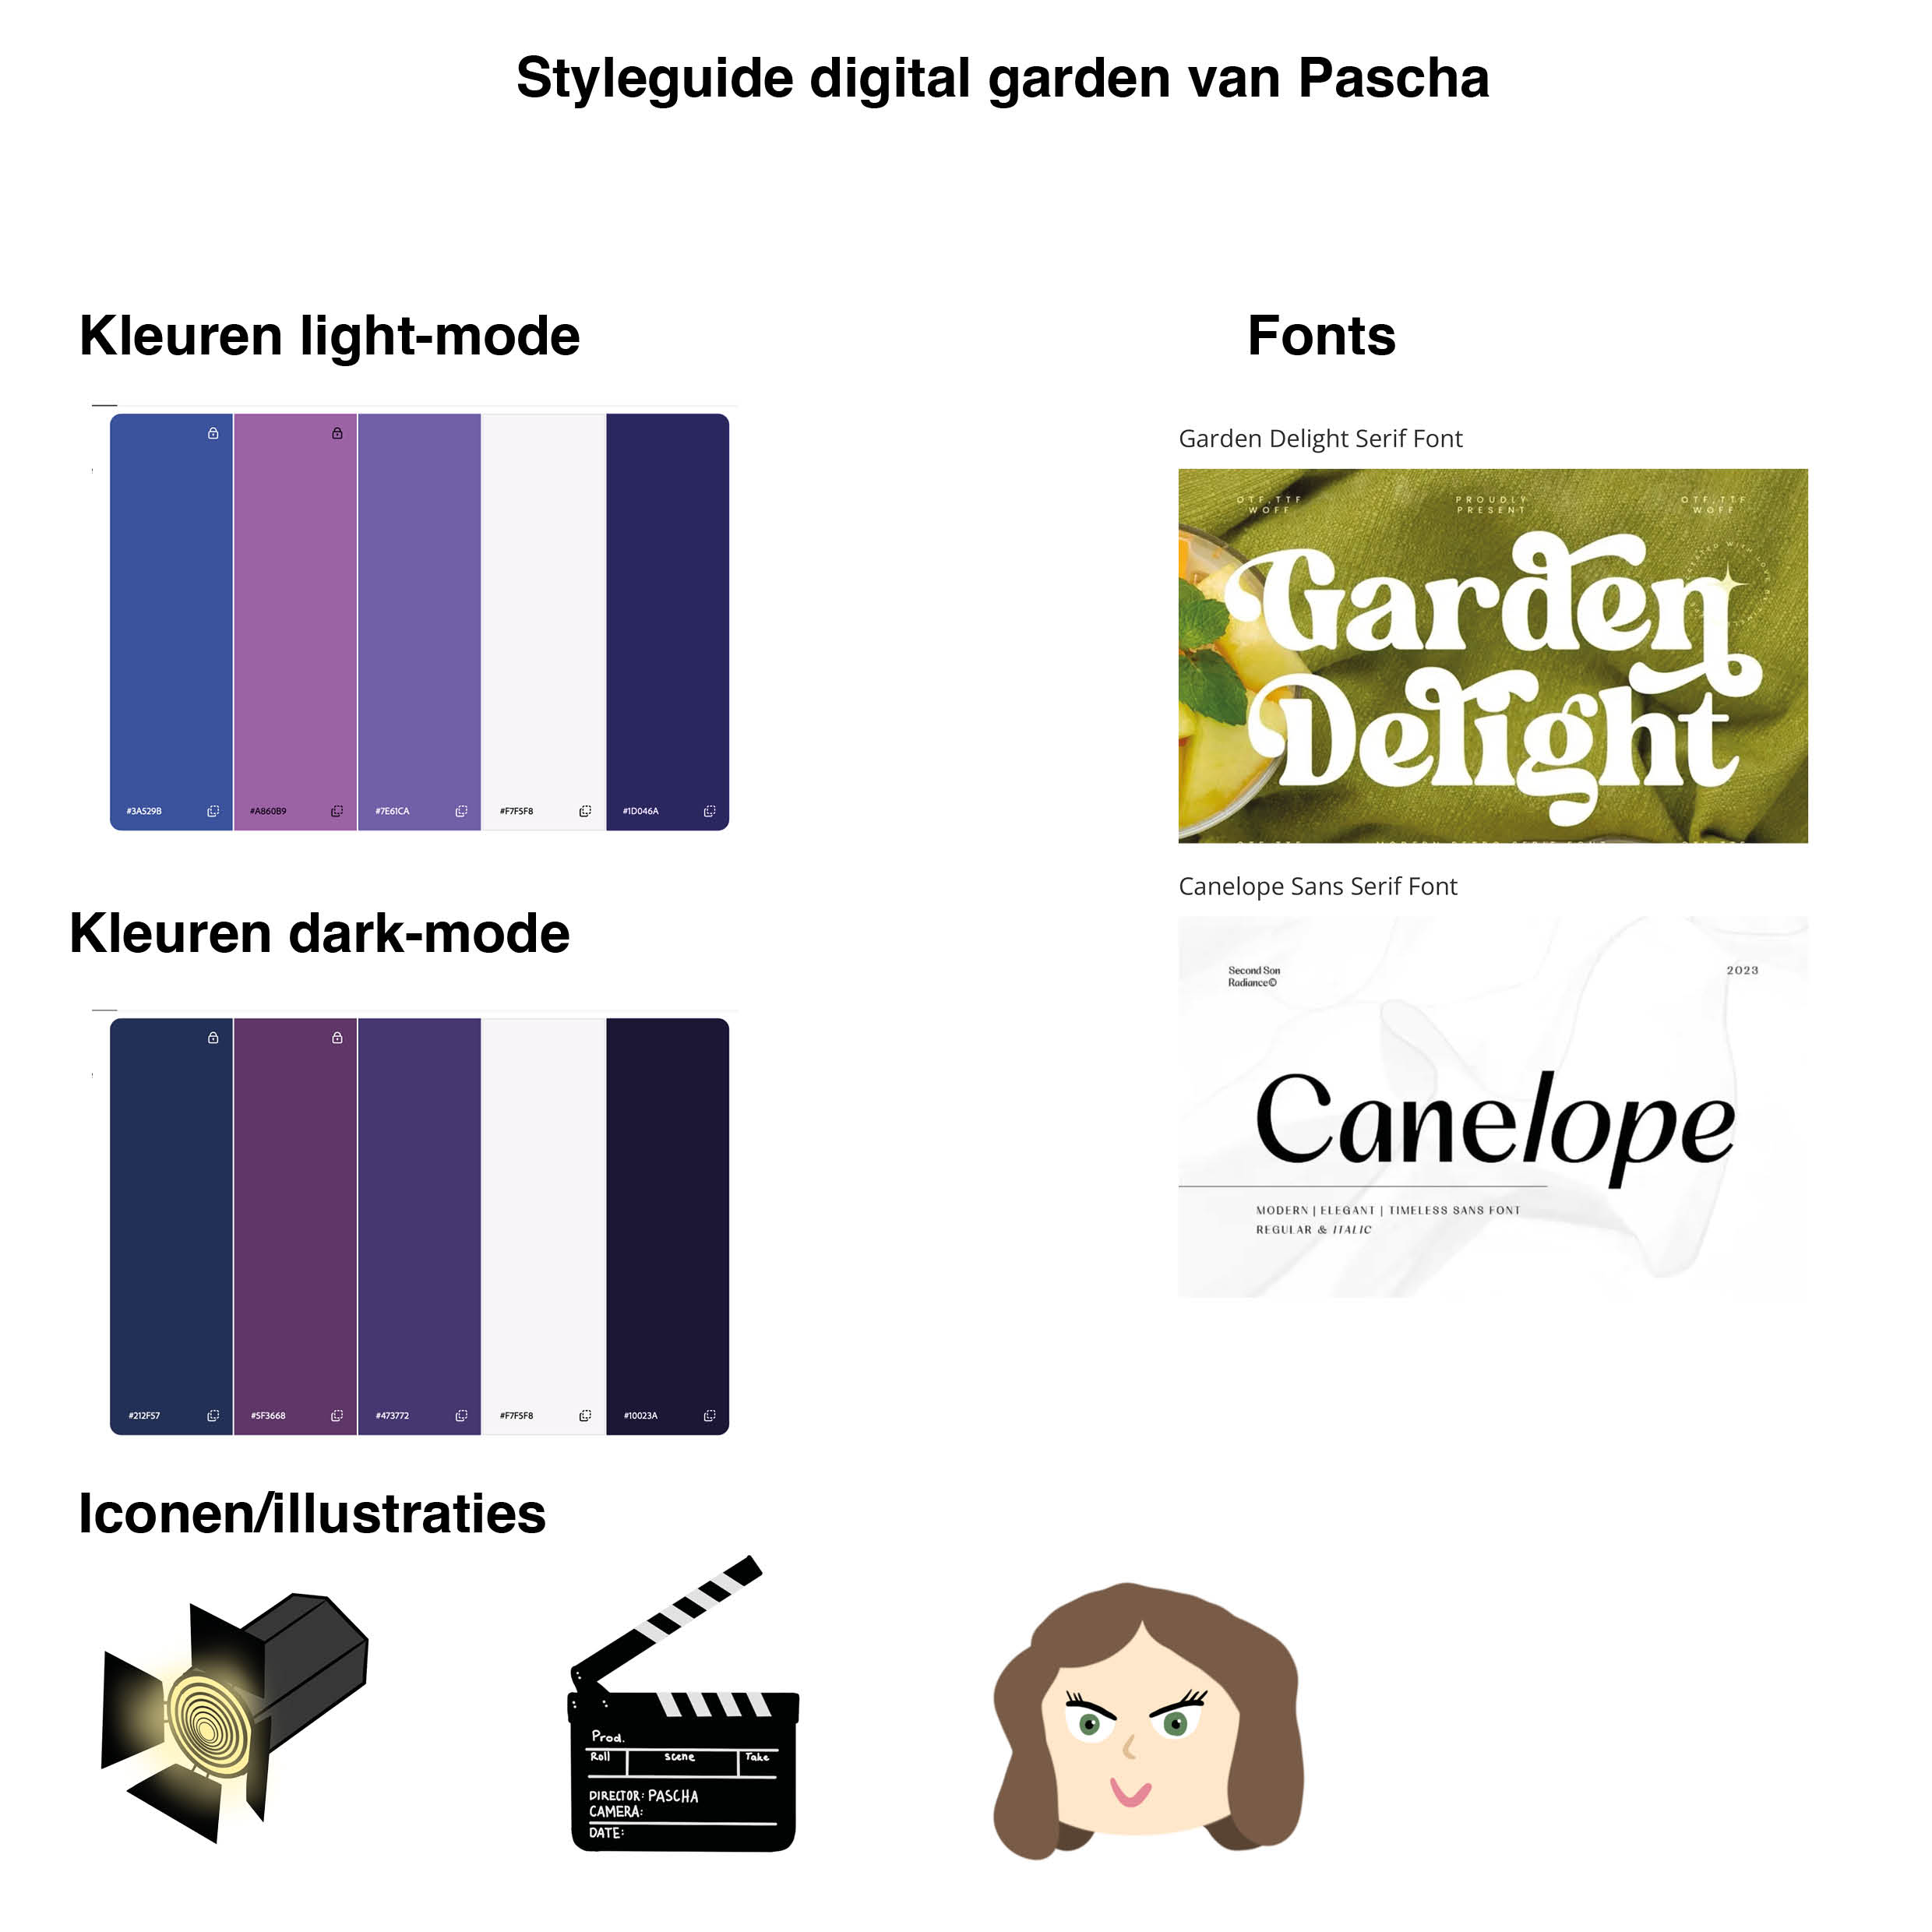 Styleguide digital garden van Pascha
Kleuren light-mode
#3A529B
#A860B9
#7E61CA
#F7F5F8
#1D046A
Kleuren dark-mode
#212F57
#5F3668
#473772
#F7F5F8
#10023A
Fonts
Garden Delight Serif Font
OTF,TTF
WOFF
PROUDLY
PRESENT
OTF,TTF
WOFF
Garden
Delight
Canelope Sans Serif Font
Second Son
Radiance©
2023
Canelope
MODERN | ELEGANT | TIMELESS SANS FONT
REGULAR & ITALIC
Iconen/illustraties
Prod.
Roll scene Take
DIRECTOR: PASCHA
CAMERA:
DATE: